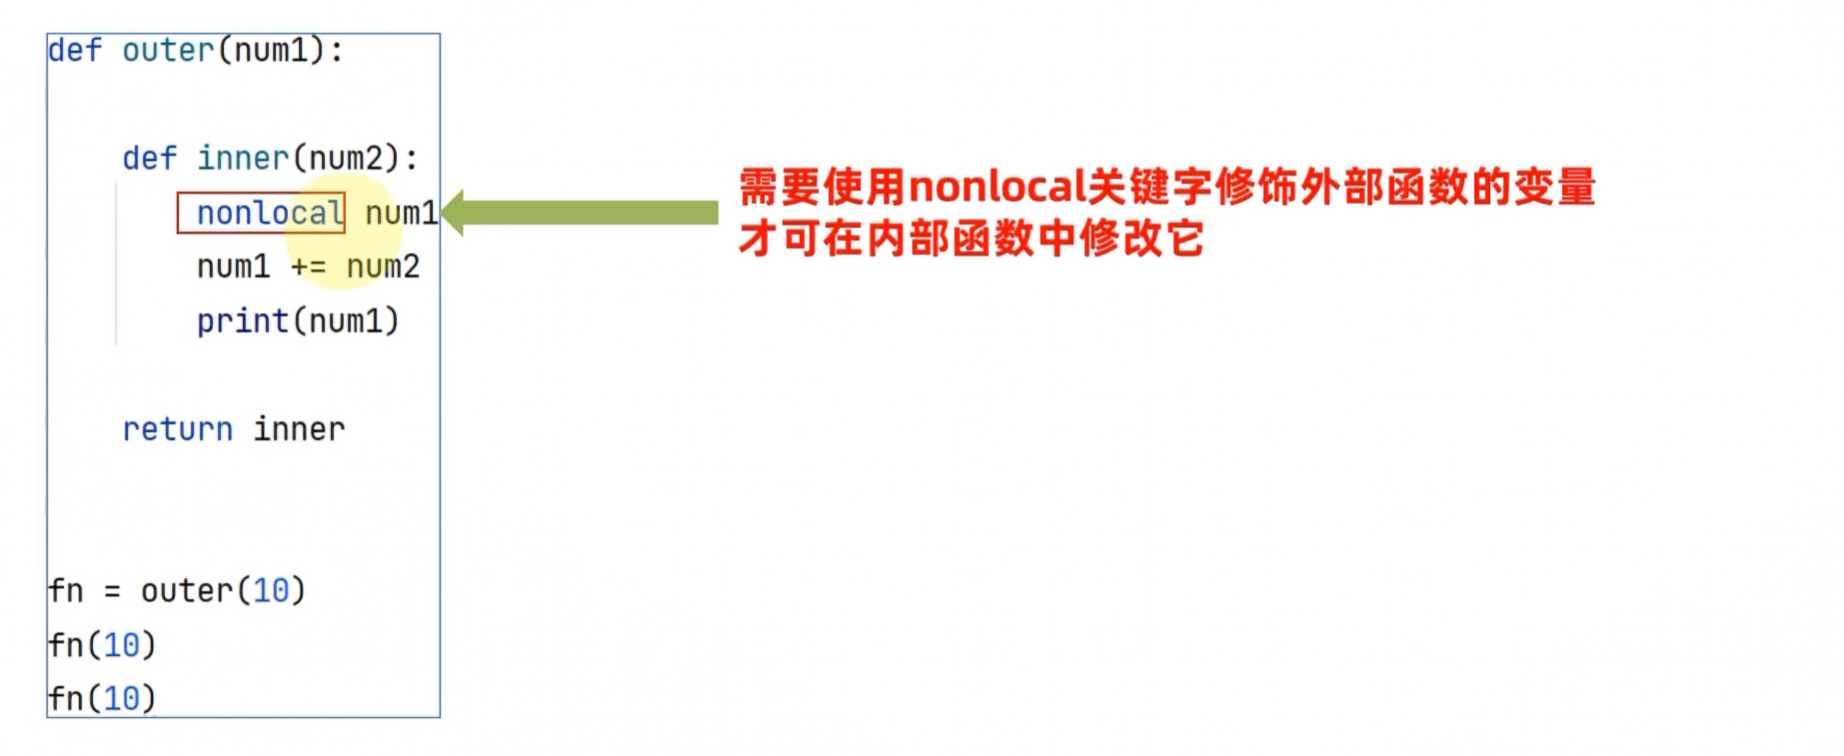 def outer(num1):
    def inner(num2):
        nonlocal num1
        num1 += num2
        print(num1)
    return inner
fn = outer(10)
fn(10)
fn(10)
需要使用nonlocal关键字修饰外部函数的变量
才可在内部函数中修改它